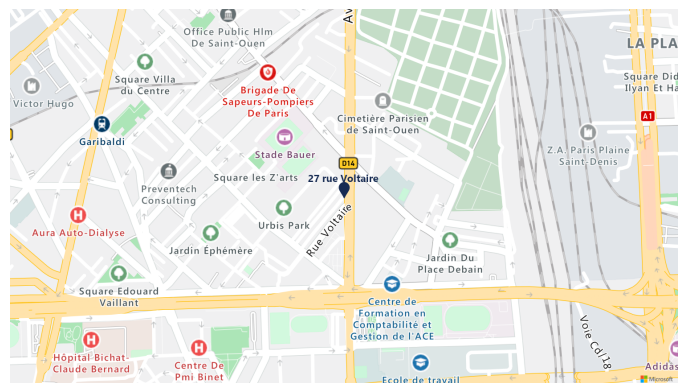 Av
Office Public Hlm
De Saint-Ouen
LA PLA
Square Villa
du Centre
Brigade De
Sapeurs-Pompiers
De Paris
Square Did
Ilyan Et Ha
Victor Hugo
Cimetière Parisien
de Saint-Ouen
A1
Garibaldi
Stade Bauer
Z.A. Paris Plaine
Saint-Denis
D14
Preventech
Consulting
Square les Z'arts
27 rue Voltaire
Aura Auto-Dialyse
Urbis Park
Rue Voltaire
Jardin Éphémère
Jardin Du
Place Debain
Square Edouard
Vaillant
Centre de
Formation en
Comptabilité et
Gestion de l'ACE
Voie Cdj18
Hôpital Bichat-
Claude Bernard
Centre De
Pmi Binet
Adidas
Ecole de travail
Microsoft